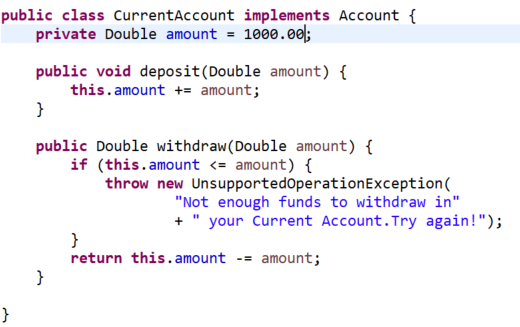 public class CurrentAccount implements Account {
    private Double amount = 1000.00;

    public void deposit(Double amount) {
        this.amount += amount;
    }

    public Double withdraw(Double amount) {
        if (this.amount <= amount) {
            throw new UnsupportedOperationException(
                    "Not enough funds to withdraw in"
                    + " your Current Account.Try again!");
        }
        return this.amount -= amount;
    }

}